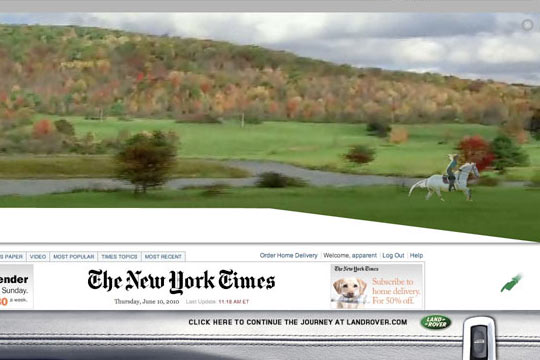 S PAPER VIDEO MOST POPULAR TIMES TOPICS MOST RECENT
Order Home Delivery Welcome, apparent Log Out Help
ender
Sunday.
30 a week.
The New York Times
Thursday, June 10, 2010 Last Update: 11:18 AM ET
The New York Times
Subscribe to
home delivery.
For 50% off.
CLICK HERE TO CONTINUE THE JOURNEY AT LANDROVER.COM
LAND
ROVER